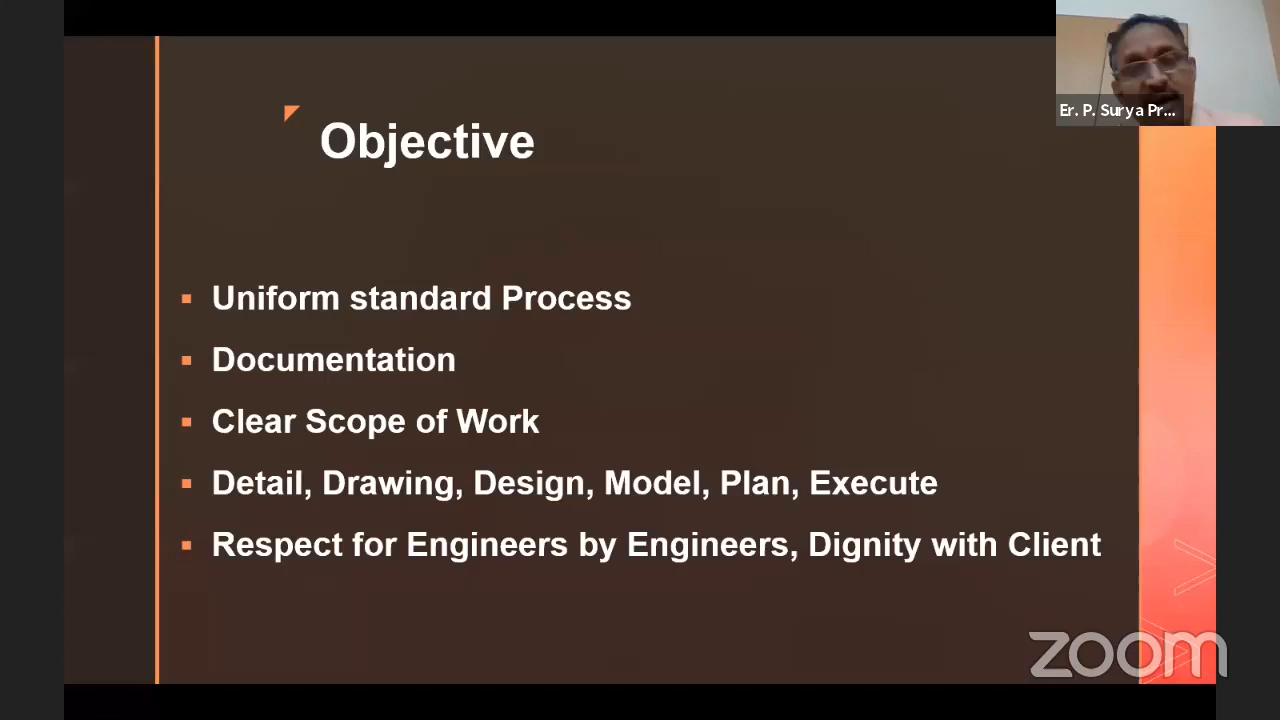 Er. P. Surya Pr...
Objective
Uniform standard Process
Documentation
Clear Scope of Work
Detail, Drawing, Design, Model, Plan, Execute
Respect for Engineers by Engineers, Dignity with Client
zoom